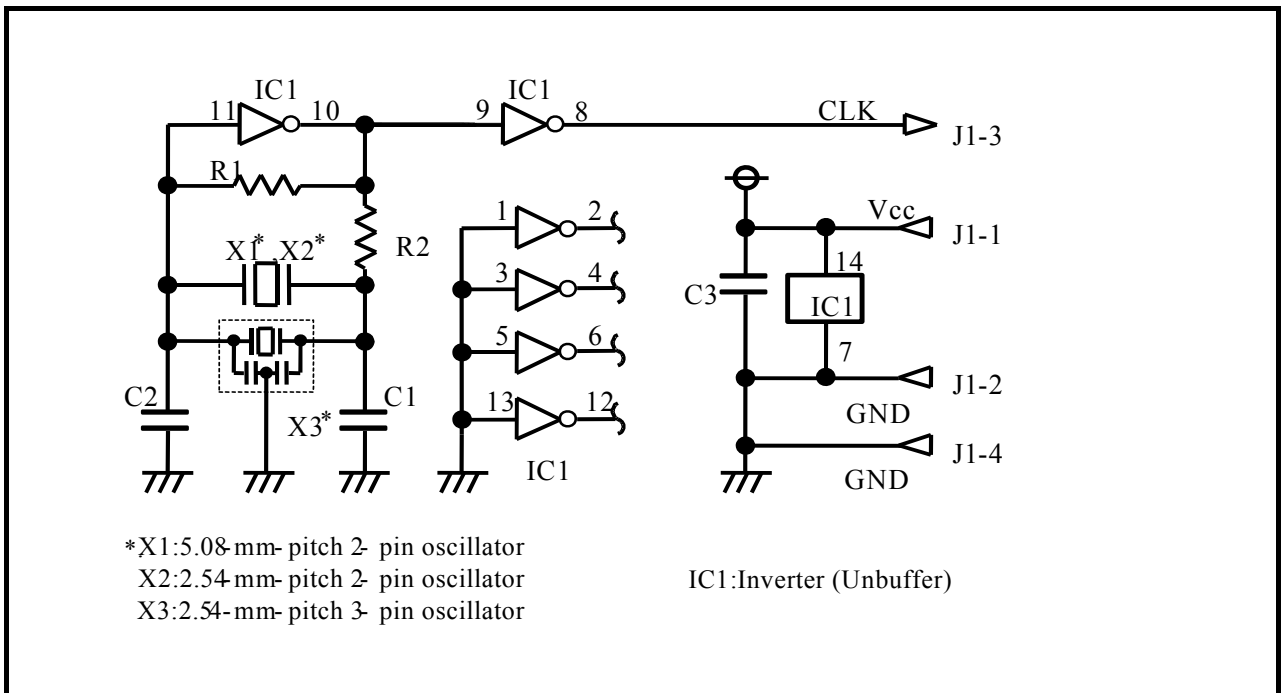 IC1 IC1
11 10 9 8 CLK J1-3
R1
1 2 Vcc J1-1
X1* ,X2* R2
3 4 C3 14
IC1
5 6 7
C2 C1 J1-2
X3* 13 12 GND
IC1 J1-4
GND
*X1:5.08-mm- pitch 2- pin oscillator
X2:2.54-mm- pitch 2- pin oscillator IC1:Inverter (Unbuffer)
X3:2.54-mm- pitch 3- pin oscillator